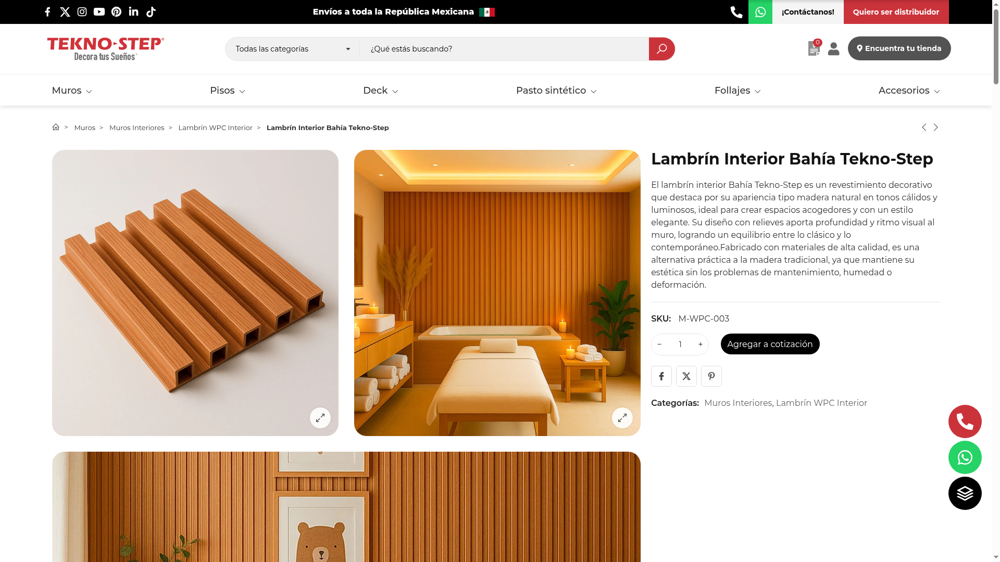 Envíos a toda la República Mexicana
¡Contáctanos!
Quiero ser distribuidor
TEKNO-STEP®
Decora tus Sueños
Todas las categorías
¿Qué estás buscando?
0
Encuentra tu tienda
Muros
Pisos
Deck
Pasto sintético
Follajes
Accesorios
> Muros > Muros Interiores > Lambrín WPC Interior > Lambrín Interior Bahía Tekno-Step
Lambrín Interior Bahía Tekno-Step
El lambrín interior Bahía Tekno-Step es un revestimiento decorativo
que destaca por su apariencia tipo madera natural en tonos cálidos y
luminosos, ideal para crear espacios acogedores y con un estilo
elegante. Su diseño con relieves aporta profundidad y ritmo visual al
muro, logrando un equilibrio entre lo clásico y lo
contemporáneo.Fabricado con materiales de alta calidad, es una
alternativa práctica a la madera tradicional, ya que mantiene su
estética sin los problemas de mantenimiento, humedad o
deformación.
SKU: M-WPC-003
− 1 +
Agregar a cotización
Categorías: Muros Interiores, Lambrín WPC Interior